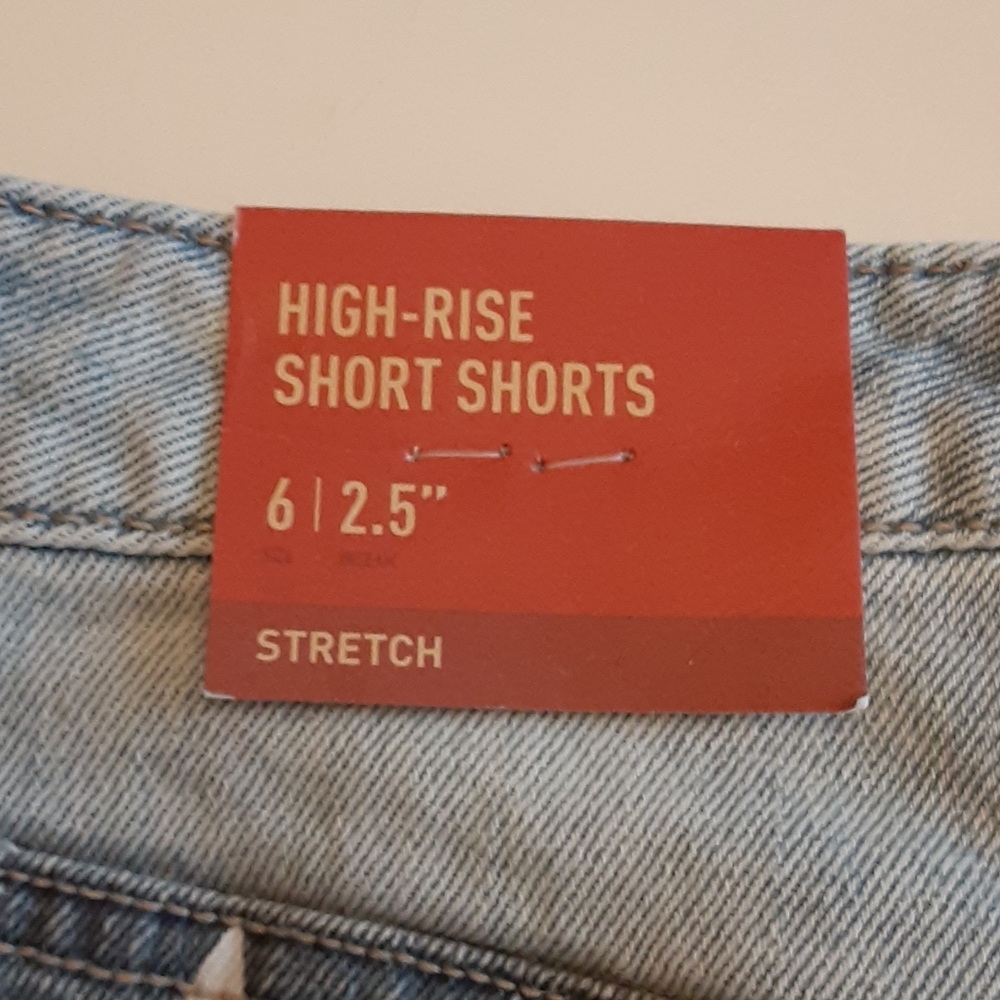 HIGH-RISE
SHORT SHORTS
6 | 2.5”
STRETCH